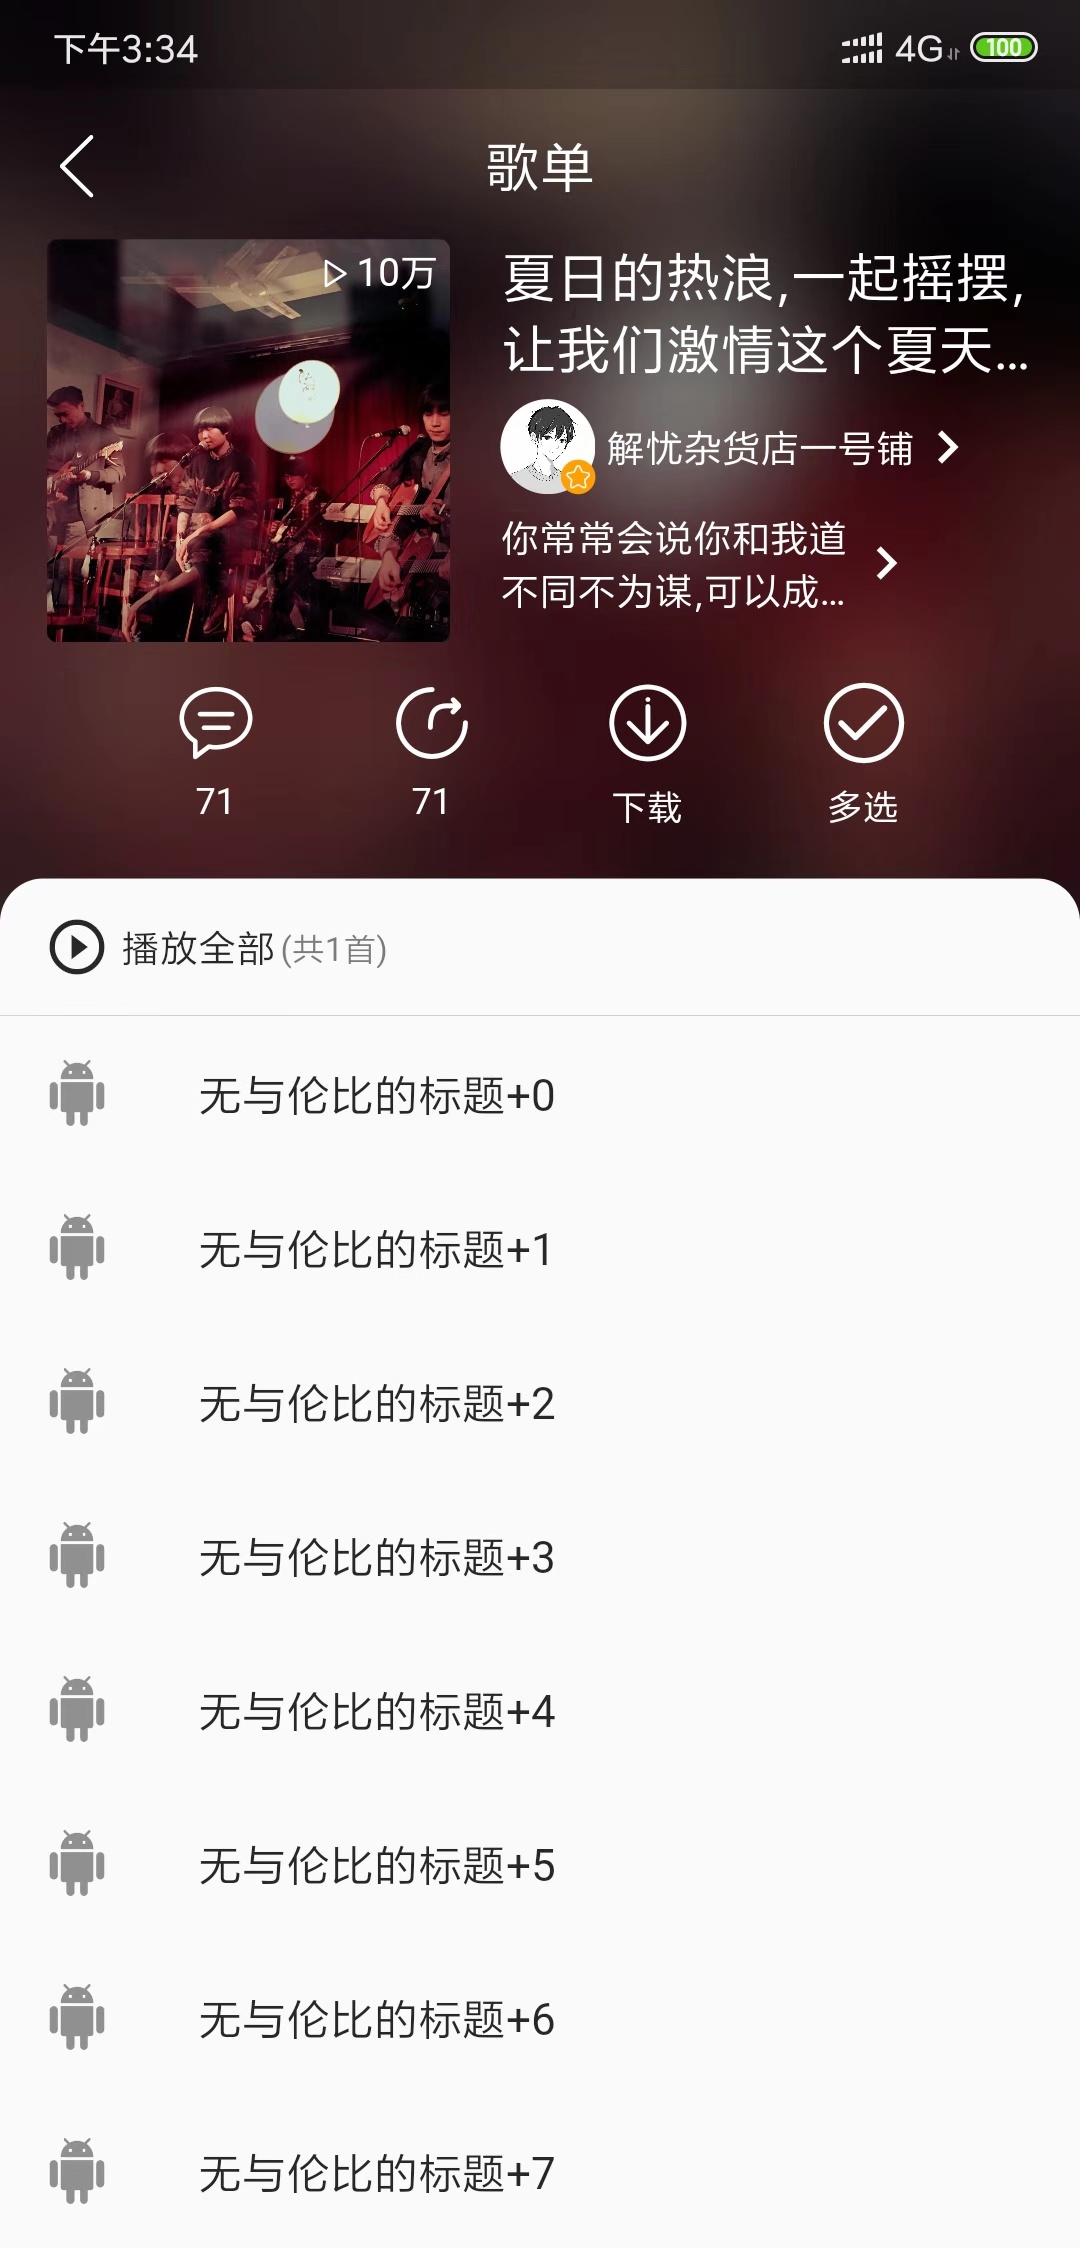 下午3:34
4G
100
歌单
10万
夏日的热浪,一起摇摆,
让我们激情这个夏天...
解忧杂货店一号铺
你常常会说你和我道
不同不为谋,可以成...
71
71
下载
多选
播放全部(共1首)
无与伦比的标题+0
无与伦比的标题+1
无与伦比的标题+2
无与伦比的标题+3
无与伦比的标题+4
无与伦比的标题+5
无与伦比的标题+6
无与伦比的标题+7